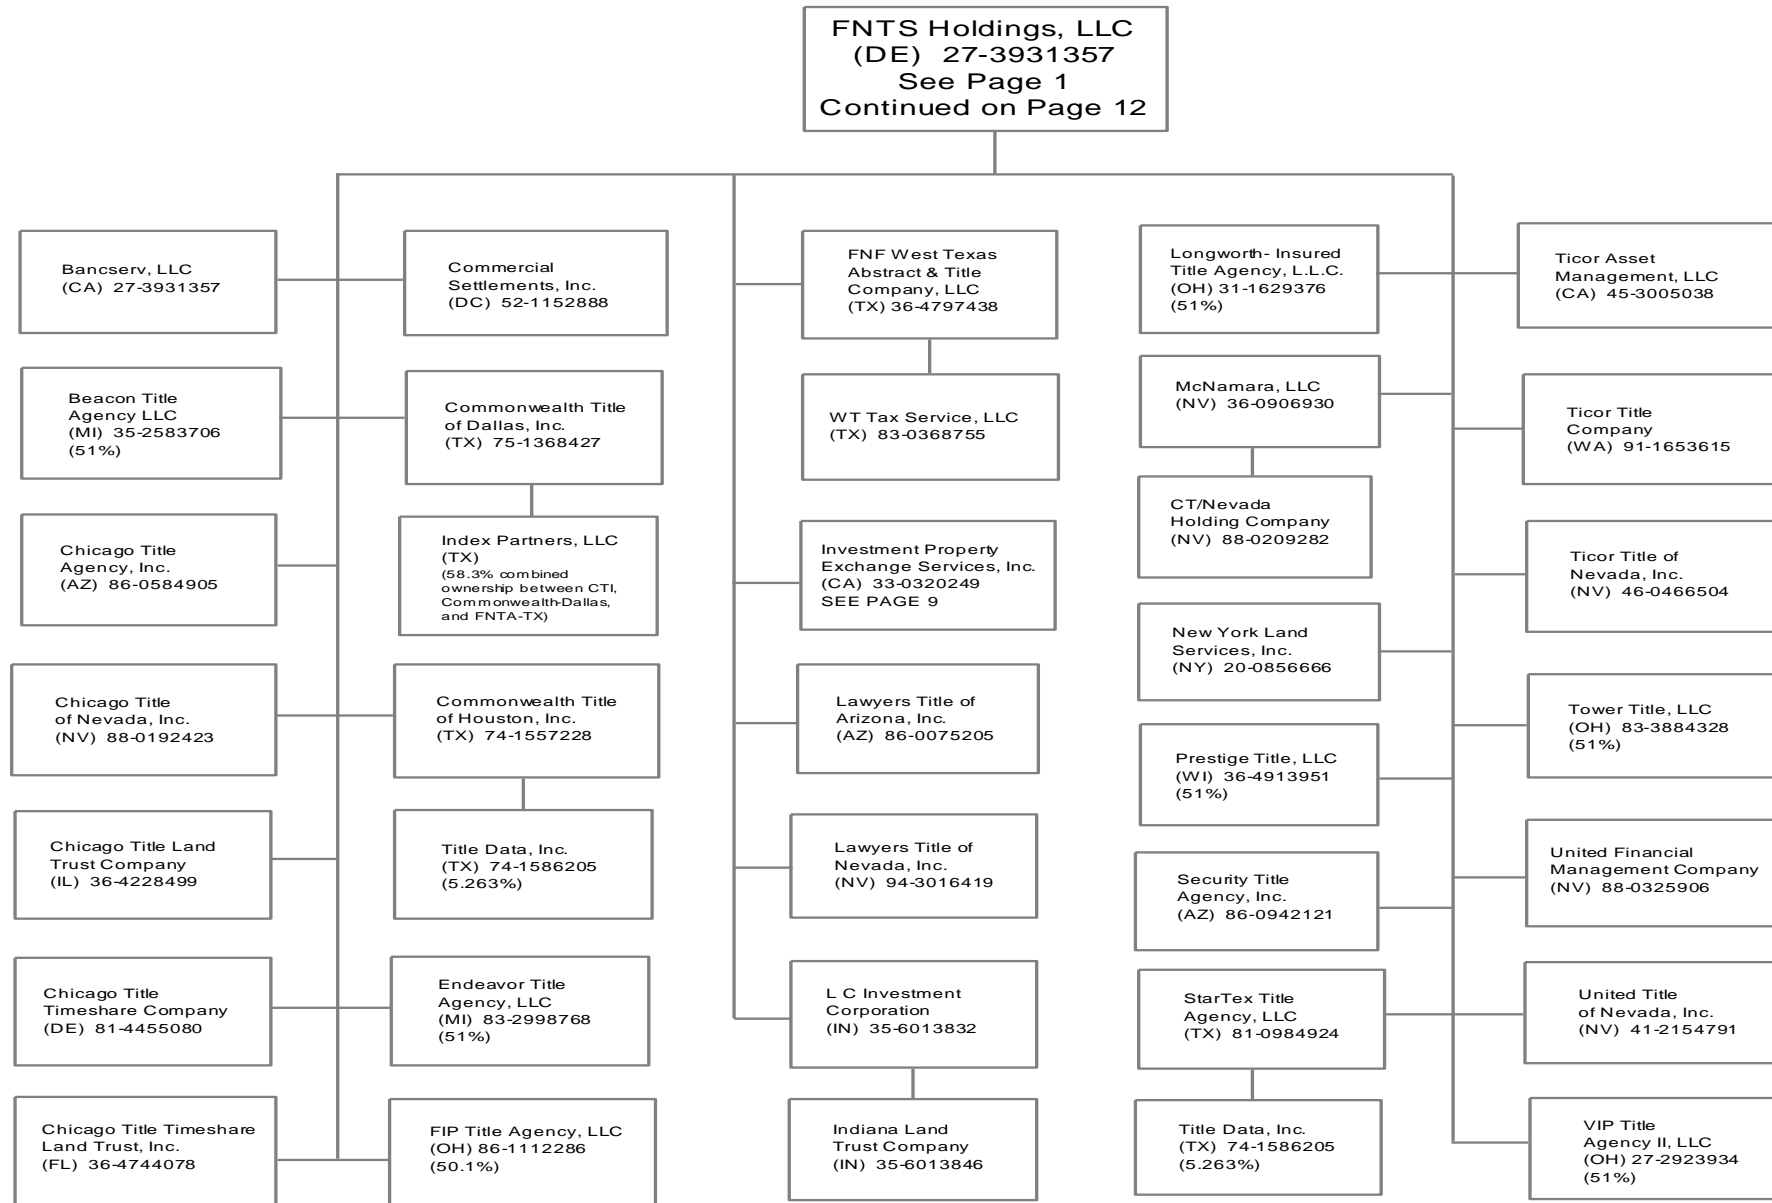 FNTS Holdings, LLC
(DE) 27-3931357
See Page 1
Continued on Page 12
Bancserv, LLC
(CA) 27-3931357
Beacon Title
Agency LLC
(MI) 35-2583706
(51%)
Chicago Title
Agency, Inc.
(AZ) 86-0584905
Chicago Title
of Nevada, Inc.
(NV) 88-0192423
Chicago Title Land
Trust Company
(IL) 36-4228499
Chicago Title
Timeshare Company
(DE) 81-4455080
Chicago Title Timeshare
Land Trust, Inc.
(FL) 36-4744078
Commercial
Settlements, Inc.
(DC) 52-1152888
Commonwealth Title
of Dallas, Inc.
(TX) 75-1368427
Index Partners, LLC
(TX)
(58.3% combined
ownership between CTI,
Commonwealth-Dallas,
and FNTA-TX)
Commonwealth Title
of Houston, Inc.
(TX) 74-1557228
Title Data, Inc.
(TX) 74-1586205
(5.263%)
Endeavor Title
Agency, LLC
(MI) 83-2998768
(51%)
FIP Title Agency, LLC
(OH) 86-1112286
(50.1%)
FNF West Texas
Abstract & Title
Company, LLC
(TX) 36-4797438
WT Tax Service, LLC
(TX) 83-0368755
Investment Property
Exchange Services, Inc.
(CA) 33-0320249
SEE PAGE 9
Lawyers Title of
Arizona, Inc.
(AZ) 86-0075205
Lawyers Title of
Nevada, Inc.
(NV) 94-3016419
L C Investment
Corporation
(IN) 35-6013832
Indiana Land
Trust Company
(IN) 35-6013846
Longworth- Insured
Title Agency, L.L.C.
(OH) 31-1629376
(51%)
McNamara, LLC
(NV) 36-0906930
CT/Nevada
Holding Company
(NV) 88-0209282
New York Land
Services, Inc.
(NY) 20-0856666
Prestige Title, LLC
(WI) 36-4913951
(51%)
Security Title
Agency, Inc.
(AZ) 86-0942121
StarTex Title
Agency, LLC
(TX) 81-0984924
Title Data, Inc.
(TX) 74-1586205
(5.263%)
Ticor Asset
Management, LLC
(CA) 45-3005038
Ticor Title
Company
(WA) 91-1653615
Ticor Title of
Nevada, Inc.
(NV) 46-0466504
Tower Title, LLC
(OH) 83-3884328
(51%)
United Financial
Management Company
(NV) 88-0325906
United Title
of Nevada, Inc.
(NV) 41-2154791
VIP Title
Agency II, LLC
(OH) 27-2923934
(51%)